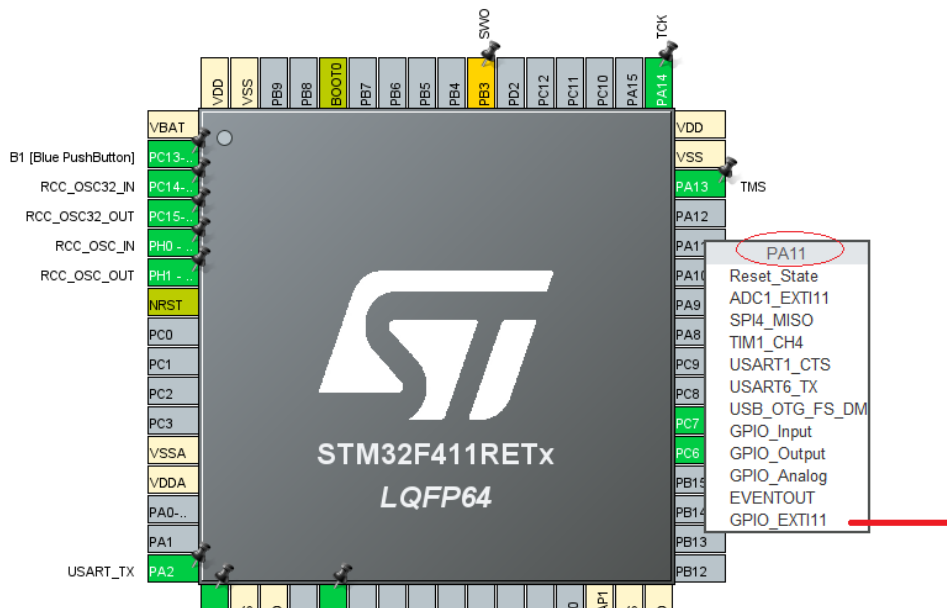 SWO
TCK
VDD
VSS
PB9
PB8
BOOT0
PB7
PB6
PB5
PB4
PB3
PD2
PC12
PC11
PC10
PA15
PA14
VBAT
B1 [Blue PushButton]
PC13-..
RCC_OSC32_IN
PC14-..
RCC_OSC32_OUT
PC15-..
RCC_OSC_IN
PH0 - ..
RCC_OSC_OUT
PH1 - ..
NRST
PC0
PC1
PC2
PC3
VSSA
VDDA
PA0-..
PA1
USART_TX
PA2
STM32F411RETx
LQFP64
VDD
VSS
PA13
TMS
PA12
PA11
PA10
PA9
PA8
PC9
PC8
PC7
PC6
PB15
PB14
PB13
PB12
PA11
Reset_State
ADC1_EXTI11
SPI4_MISO
TIM1_CH4
USART1_CTS
USART6_TX
USB_OTG_FS_DM
GPIO_Input
GPIO_Output
GPIO_Analog
EVENTOUT
GPIO_EXTI11